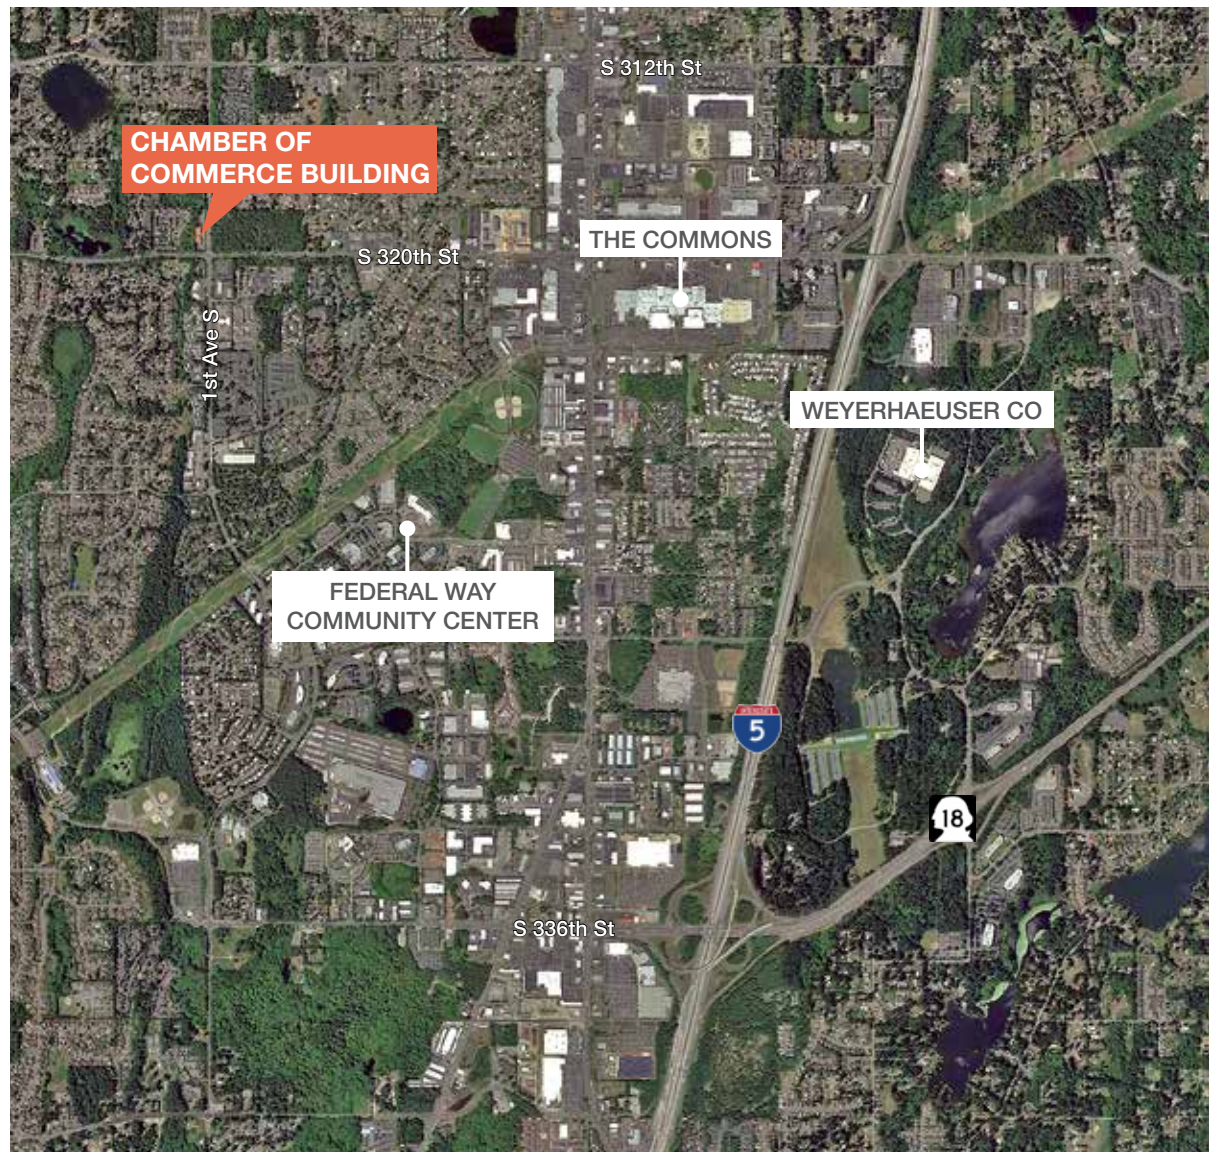 S 312th St
CHAMBER OF
COMMERCE BUILDING
THE COMMONS
S 320th St
1st Ave S
WEYERHAEUSER CO
FEDERAL WAY
COMMUNITY CENTER
5
18
S 336th St